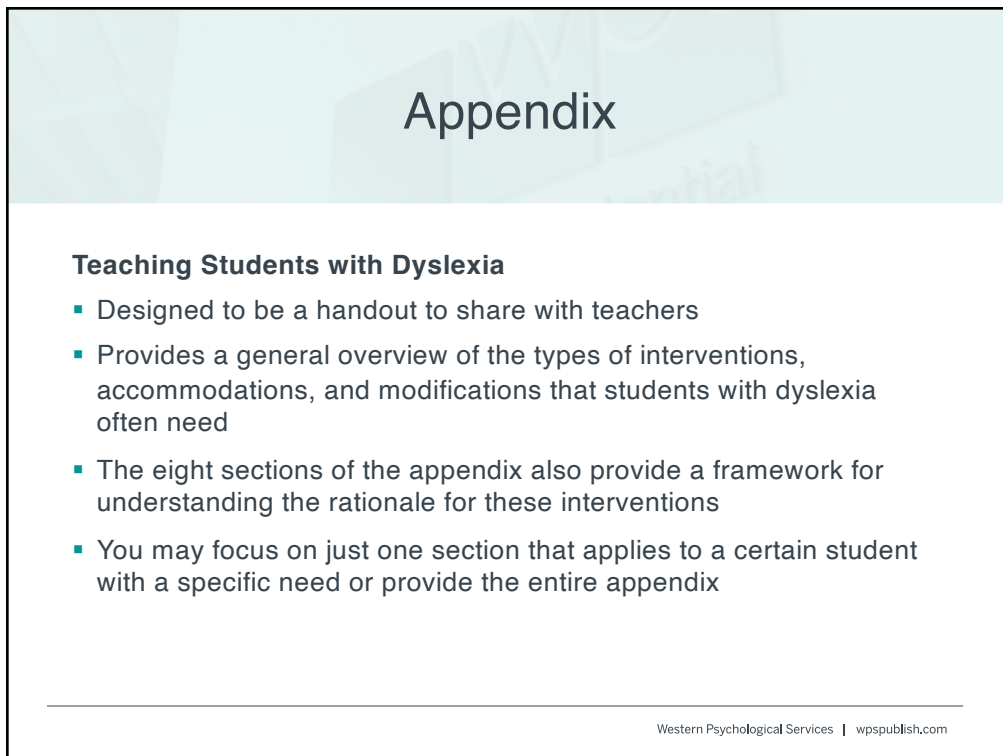 Appendix
Teaching Students with Dyslexia
▪ Designed to be a handout to share with teachers
▪ Provides a general overview of the types of interventions,
accommodations, and modifications that students with dyslexia
often need
▪ The eight sections of the appendix also provide a framework for
understanding the rationale for these interventions
▪ You may focus on just one section that applies to a certain student
with a specific need or provide the entire appendix
Western Psychological Services | wpspublish.com